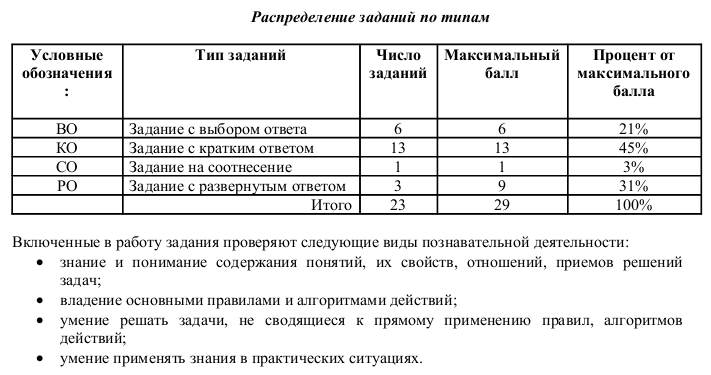 Распределение заданий по типам
Условные обозначения : Тип заданий Число заданий Максимальный балл Процент от максимального балла
ВО Задание с выбором ответа 6 6 21%
КО Задание с кратким ответом 13 13 45%
СО Задание на соотнесение 1 1 3%
РО Задание с развернутым ответом 3 9 31%
Итого 23 29 100%
Включенные в работу задания проверяют следующие виды познавательной деятельности:
• знание и понимание содержания понятий, их свойств, отношений, приемов решений
задач;
• владение основными правилами и алгоритмами действий;
• умение решать задачи, не сводящиеся к прямому применению правил, алгоритмов
действий;
• умение применять знания в практических ситуациях.